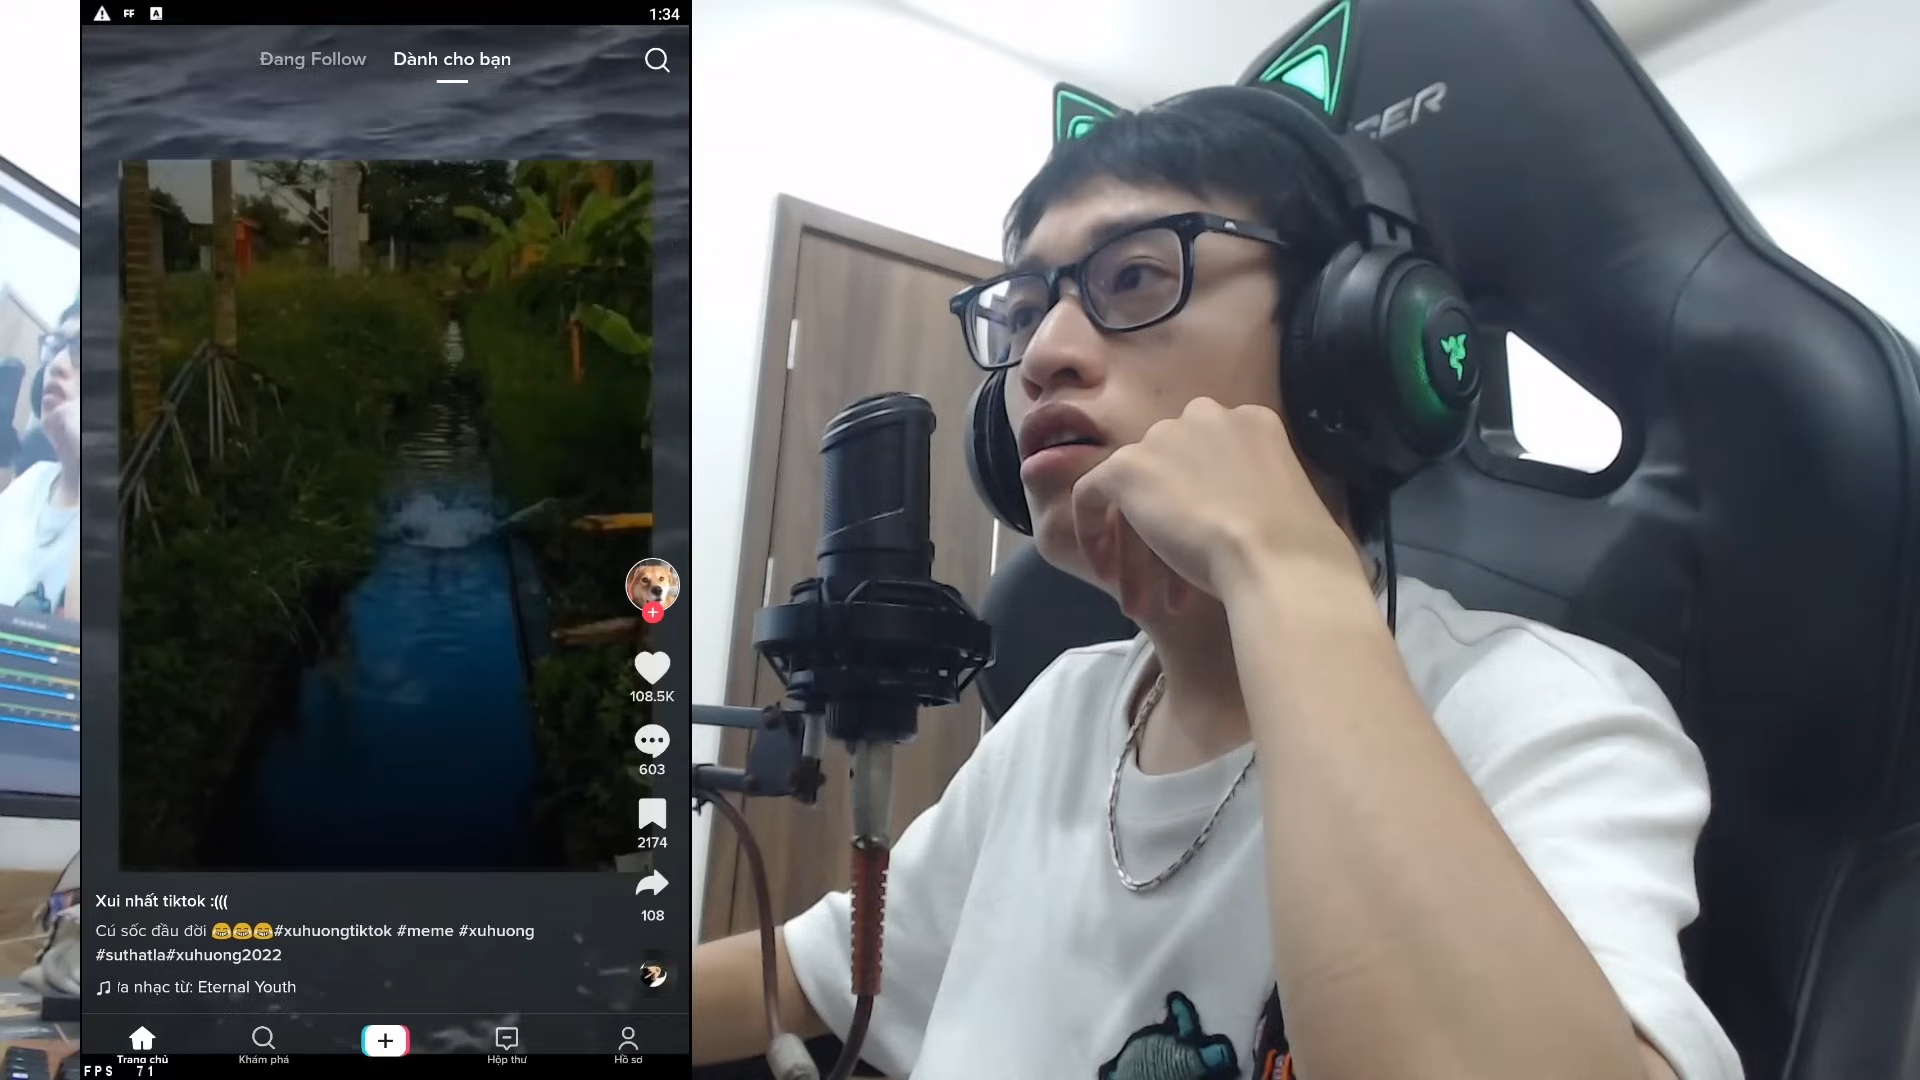 FF
A
1:34
Đang Follow
Dành cho bạn
108.5K
603
2174
108
Xui nhất tiktok :(((
Cú sốc đầu đời 😂😂😂#xuhuongtiktok #meme #xuhuong
#suthatla#xuhuong2022
nhạc từ: Eternal Youth
Trang chủ
Khám phá
Hộp thư
Hồ sơ
FPS 71